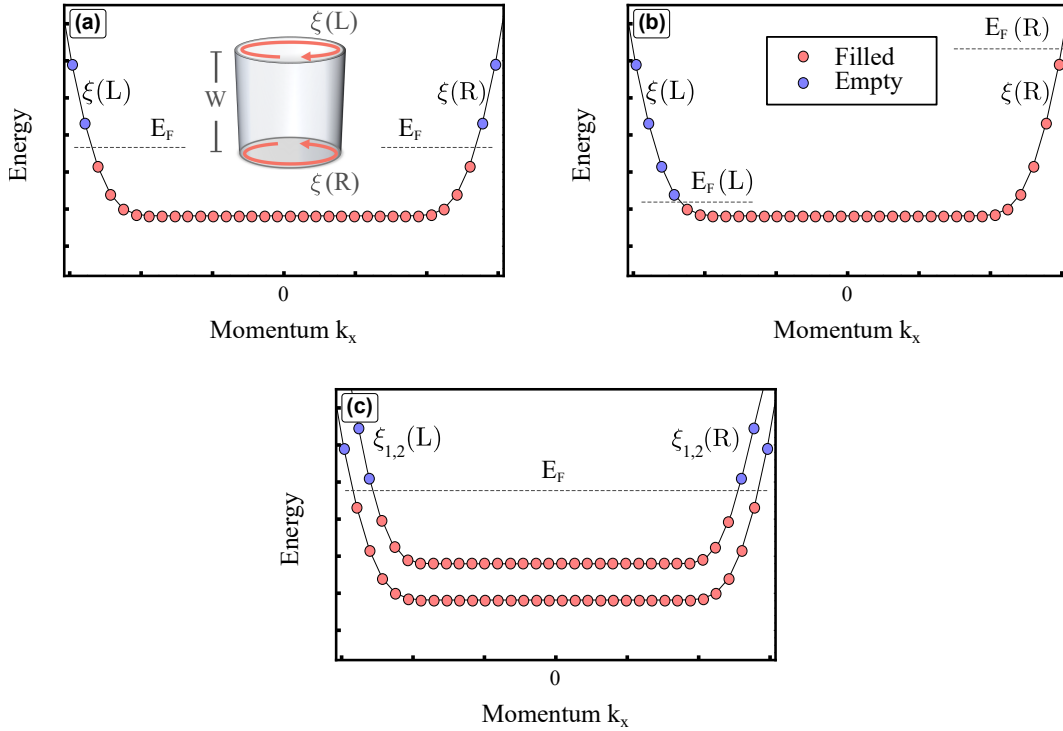 (a)
ξ(L)
W
ξ(R)
ξ(L)
ξ(R)
E_F
E_F
Energy
0
Momentum k_x
(b)
E_F(R)
Filled
Empty
ξ(L)
ξ(R)
E_F(L)
Energy
0
Momentum k_x
(c)
ξ_{1,2}(L)
ξ_{1,2}(R)
E_F
Energy
0
Momentum k_x